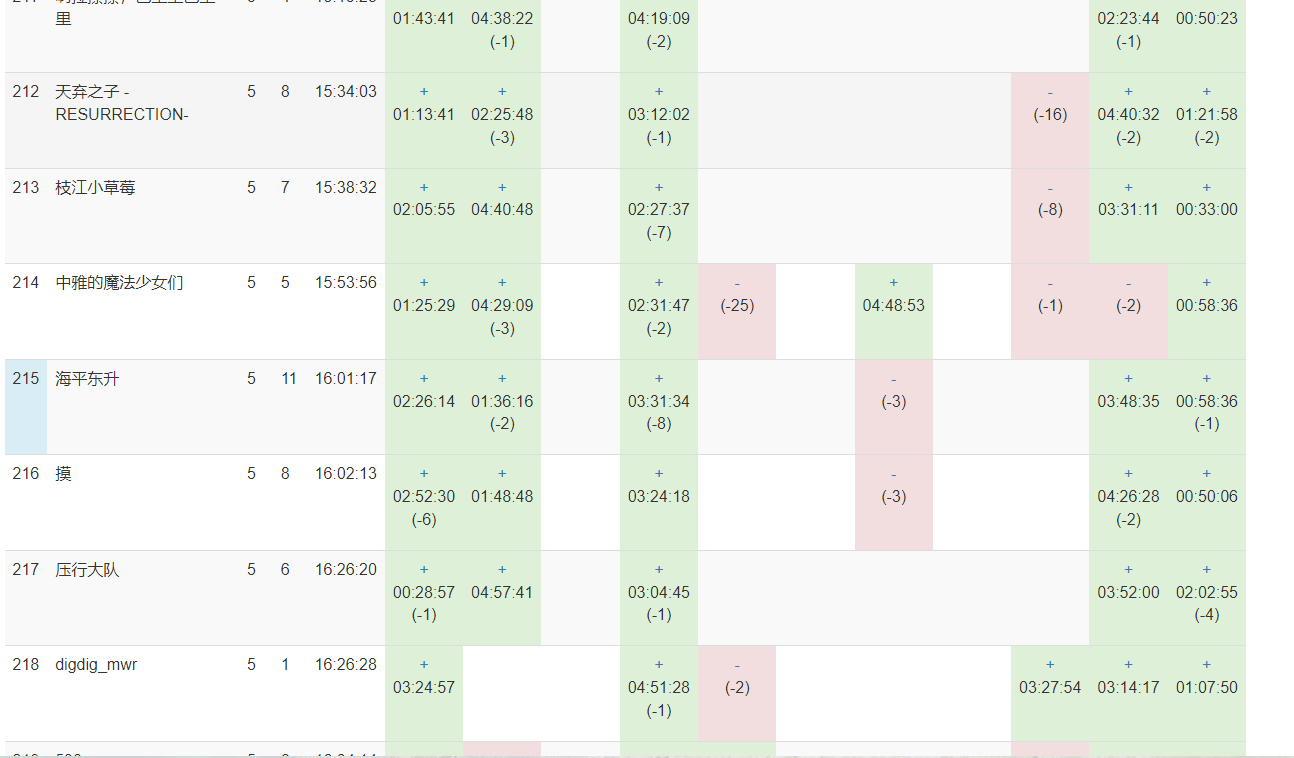 里 01:43:41 04:38:22 04:19:09 02:23:44 00:50:23
(-1) (-2) (-1)
212 天弃之子 - 5 8 15:34:03 + + + - + +
RESURRECTION- 01:13:41 02:25:48 03:12:02 (-16) 04:40:32 01:21:58
(-3) (-1) (-2) (-2)
213 枝江小草莓 5 7 15:38:32 + + + - + +
02:05:55 04:40:48 02:27:37 (-8) 03:31:11 00:33:00
(-7)
214 中雅的魔法少女们 5 5 15:53:56 + + + - + - - +
01:25:29 04:29:09 02:31:47 (-25) 04:48:53 (-1) (-2) 00:58:36
(-3) (-2)
215 海平东升 5 11 16:01:17 + + + - + +
02:26:14 01:36:16 03:31:34 (-3) 03:48:35 00:58:36
(-2) (-8) (-1)
216 摸 5 8 16:02:13 + + + - + +
02:52:30 01:48:48 03:24:18 (-3) 04:26:28 00:50:06
(-6) (-2)
217 压行大队 5 6 16:26:20 + + + + +
00:28:57 04:57:41 03:04:45 03:52:00 02:02:55
(-1) (-1) (-4)
218 digdig_mwr 5 1 16:26:28 + + - + + +
03:24:57 04:51:28 (-2) 03:27:54 03:14:17 01:07:50
(-1)